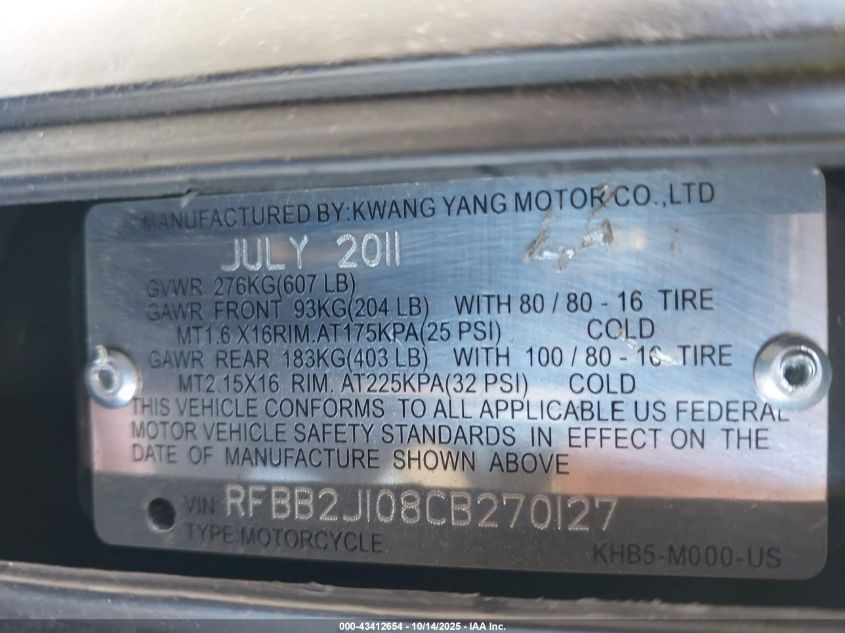 MANUFACTURED BY:KWANG YANG MOTOR CO.,LTD
JULY 2011
GVWR 276KG(607 LB)
GAWR FRONT 93KG(204 LB) WITH 80 / 80 - 16 TIRE
MT1.6 X16RIM.AT175KPA(25 PSI) COLD
GAWR REAR 183KG(403 LB) WITH 100 / 80 - 16 TIRE
MT2.15X16 RIM. AT225KPA(32 PSI) COLD
THIS VEHICLE CONFORMS TO ALL APPLICABLE US FEDERAL
MOTOR VEHICLE SAFETY STANDARDS IN EFFECT ON THE
DATE OF MANUFACTURE SHOWN ABOVE
VIN: RFBB2J108CB270127
TYPE:MOTORCYCLE
KHB5-M000-US
000-43412654 - 10/14/2025 - IAA Inc.